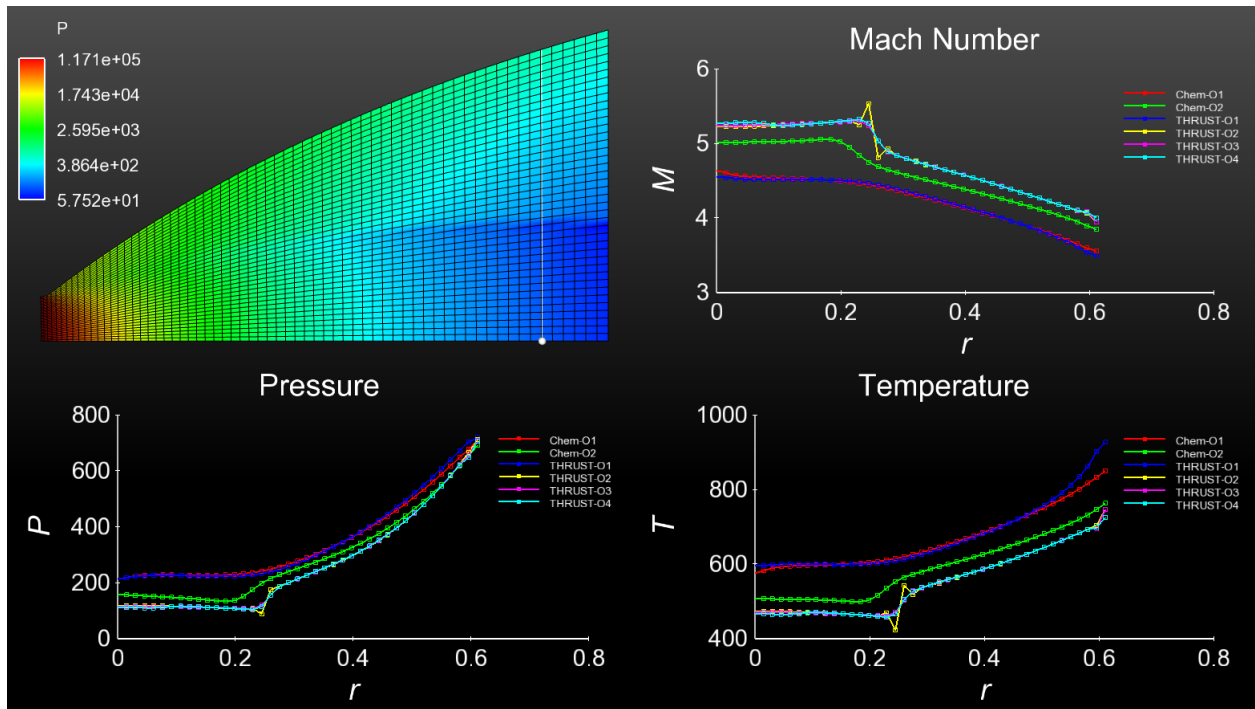 P
1.171e+05
1.743e+04
2.595e+03
3.864e+02
5.752e+01
Mach Number
6
5
4
3
M
0
0.2
0.4
0.6
0.8
r
Chem-O1
Chem-O2
THRUST-O1
THRUST-O2
THRUST-O3
THRUST-O4
Pressure
800
600
400
200
0
P
0
0.2
0.4
0.6
0.8
r
Chem-O1
Chem-O2
THRUST-O1
THRUST-O2
THRUST-O3
THRUST-O4
Temperature
1000
800
600
400
T
0
0.2
0.4
0.6
0.8
r
Chem-O1
Chem-O2
THRUST-O1
THRUST-O2
THRUST-O3
THRUST-O4